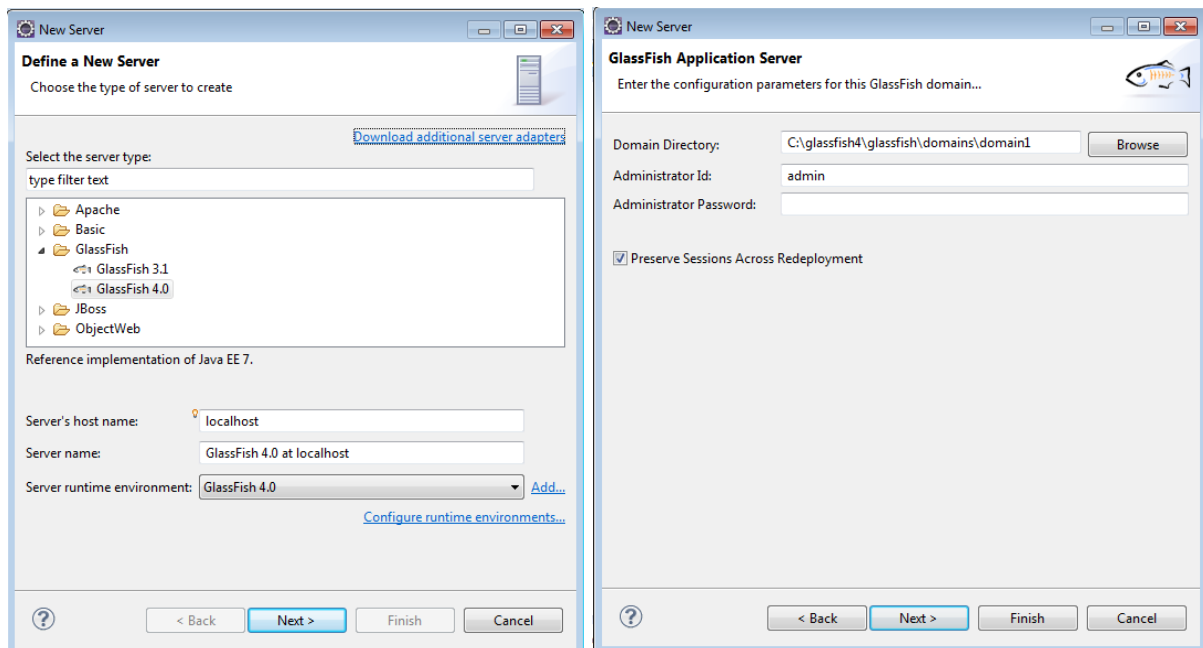 New Server
Define a New Server
Choose the type of server to create
Download additional server adapters
Select the server type:
type filter text
Apache
Basic
GlassFish
GlassFish 3.1
GlassFish 4.0
JBoss
ObjectWeb
Reference implementation of Java EE 7.
Server's host name: localhost
Server name: GlassFish 4.0 at localhost
Server runtime environment: GlassFish 4.0 Add...
Configure runtime environments...
? < Back Next > Finish Cancel
New Server
GlassFish Application Server
Enter the configuration parameters for this GlassFish domain...
Domain Directory: C:\glassfish4\glassfish\domains\domain1 Browse
Administrator Id: admin
Administrator Password:
Preserve Sessions Across Redeployment
? < Back Next > Finish Cancel